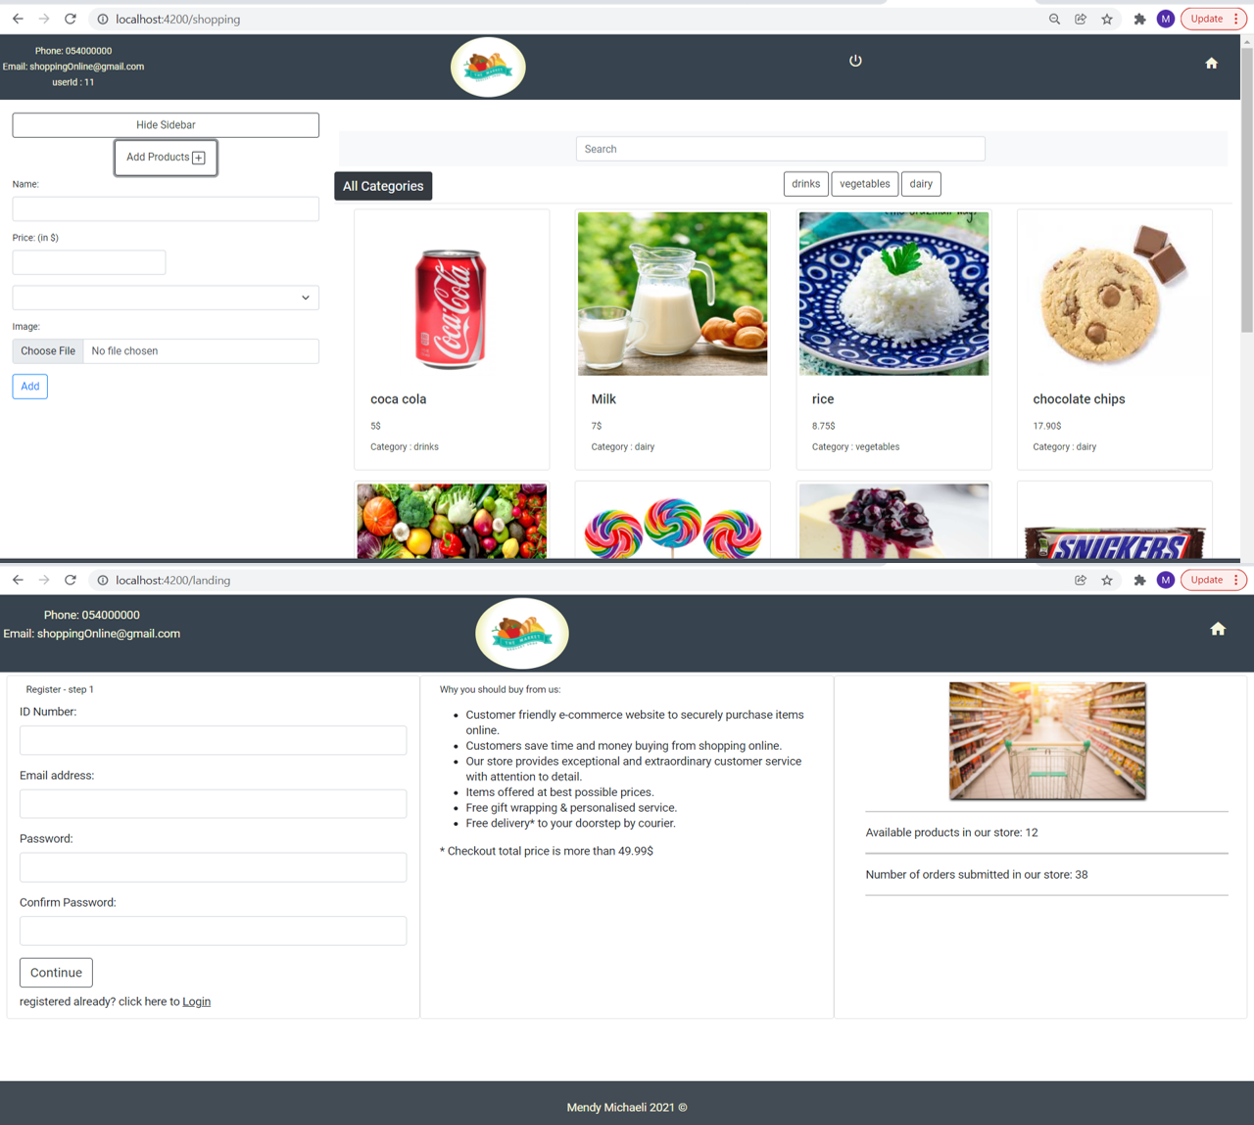 localhost:4200/shopping
M
Update
Phone: 054000000
Email: shoppingOnline@gmail.com
userId : 11
THE MARKET
Hide Sidebar
Add Products
Name:
Price: (in $)
Image:
Choose File No file chosen
Add
Search
All Categories
drinks vegetables dairy
Coca-Cola
coca cola
5$
Category : drinks
Milk
7$
Category : dairy
rice
8.75$
Category : vegetables
chocolate chips
17.90$
Category : dairy
SNICKERS
localhost:4200/landing
M
Update
Phone: 054000000
Email: shoppingOnline@gmail.com
THE MARKET
Register - step 1
ID Number:
Email address:
Password:
Confirm Password:
Continue
registered already? click here to Login
Why you should buy from us:
• Customer friendly e-commerce website to securely purchase items
online.
• Customers save time and money buying from shopping online.
• Our store provides exceptional and extraordinary customer service
with attention to detail.
• Items offered at best possible prices.
• Free gift wrapping & personalised service.
• Free delivery* to your doorstep by courier.
* Checkout total price is more than 49.99$
Available products in our store: 12
Number of orders submitted in our store: 38
Mendy Michaeli 2021 ©